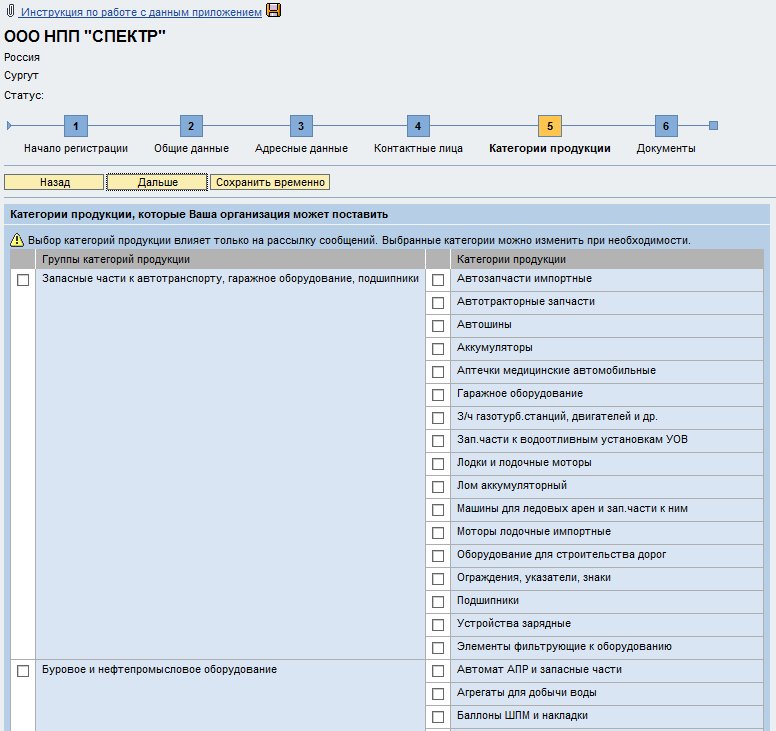 Инструкция по работе с данным приложением
ООО НПП "СПЕКТР"
Россия
Сургут
Статус:
1 2 3 4 5 6
Начало регистрации Общие данные Адресные данные Контактные лица Категории продукции Документы
Назад Дальше Сохранить временно
Категории продукции, которые Ваша организация может поставить
Выбор категорий продукции влияет только на рассылку сообщений. Выбранные категории можно изменить при необходимости.
Группы категорий продукции Категории продукции
Запасные части к автотранспорту, гаражное оборудование, подшипники Автозапчасти импортные
Автотракторные запчасти
Автошины
Аккумуляторы
Аптечки медицинские автомобильные
Гаражное оборудование
З/ч газотурб.станций, двигателей и др.
Зап.части к водоотливным установкам УОВ
Лодки и лодочные моторы
Лом аккумуляторный
Машины для ледовых арен и зап.части к ним
Моторы лодочные импортные
Оборудование для строительства дорог
Ограждения, указатели, знаки
Подшипники
Устройства зарядные
Элементы фильтрующие к оборудованию
Буровое и нефтепромысловое оборудование Автомат АПР и запасные части
Агрегаты для добычи воды
Баллоны ШПМ и накладки